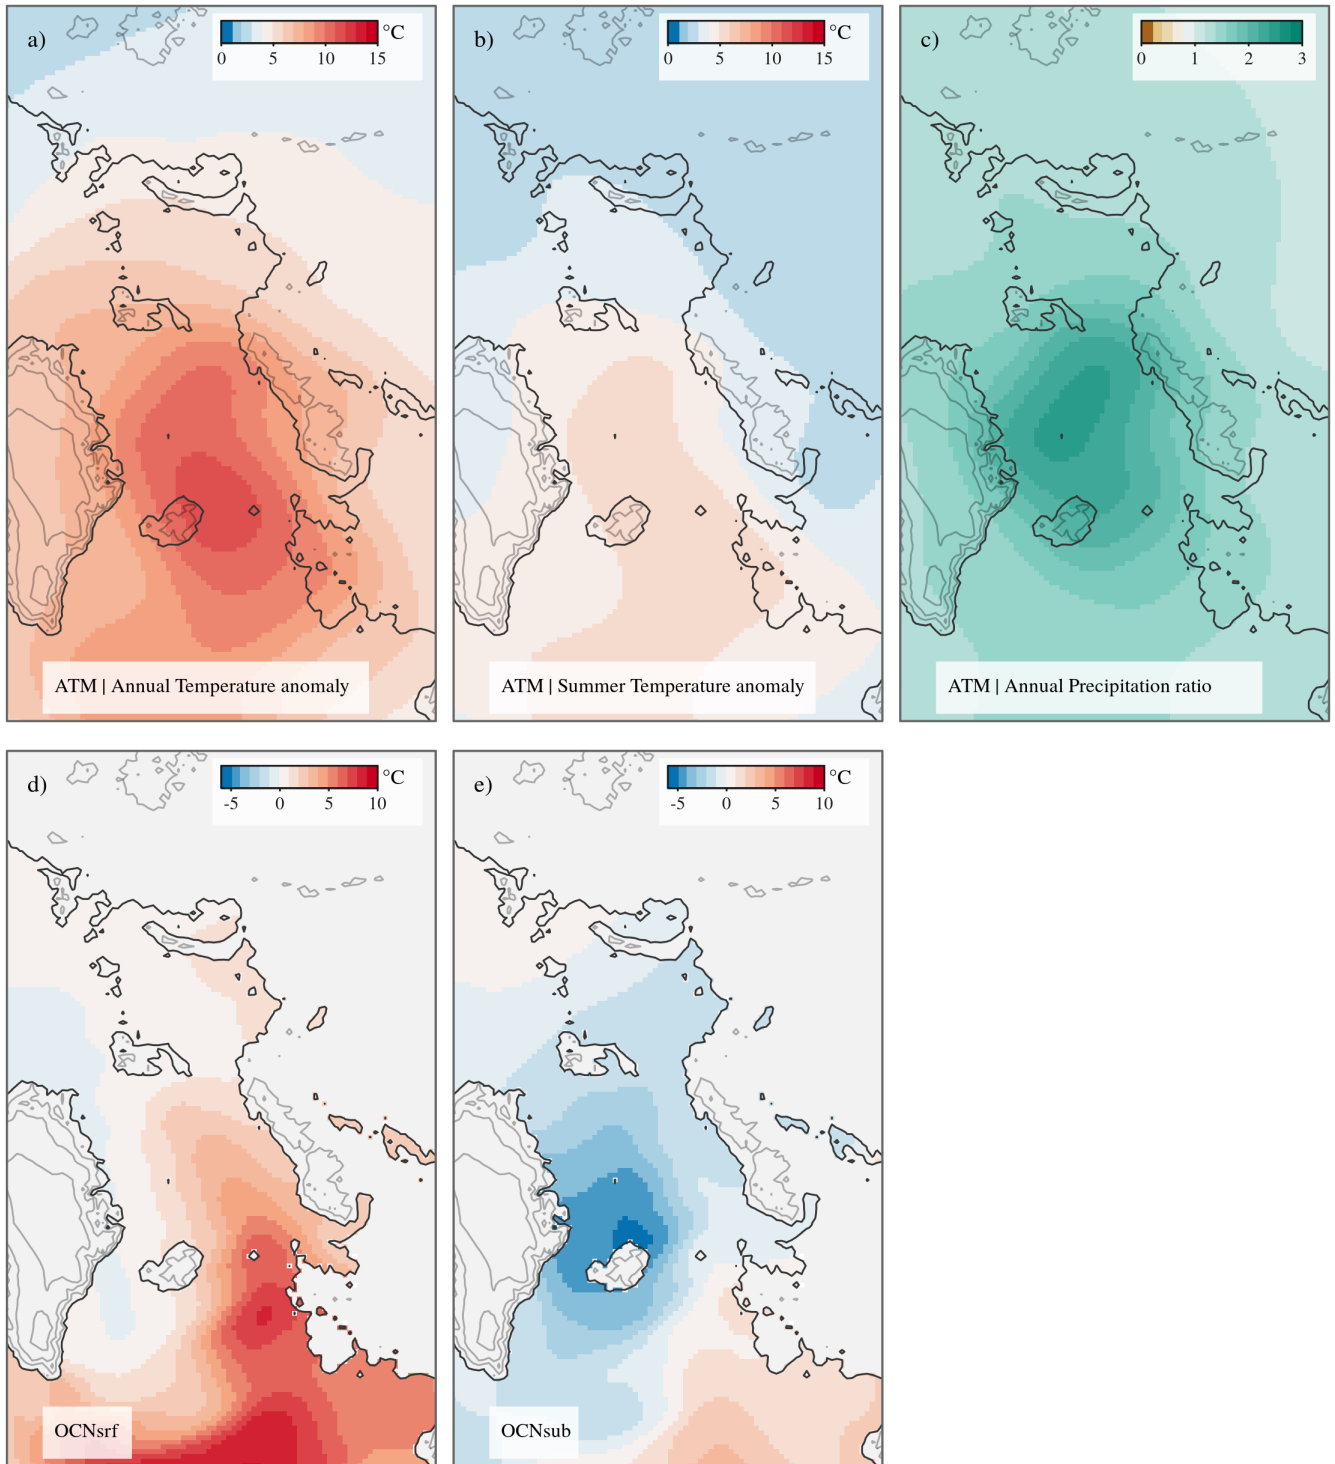 a)
°C
0 5 10 15
ATM | Annual Temperature anomaly
b)
°C
0 5 10 15
ATM | Summer Temperature anomaly
c)
0 1 2 3
ATM | Annual Precipitation ratio
d)
°C
-5 0 5 10
OCNsrf
e)
°C
-5 0 5 10
OCNsub